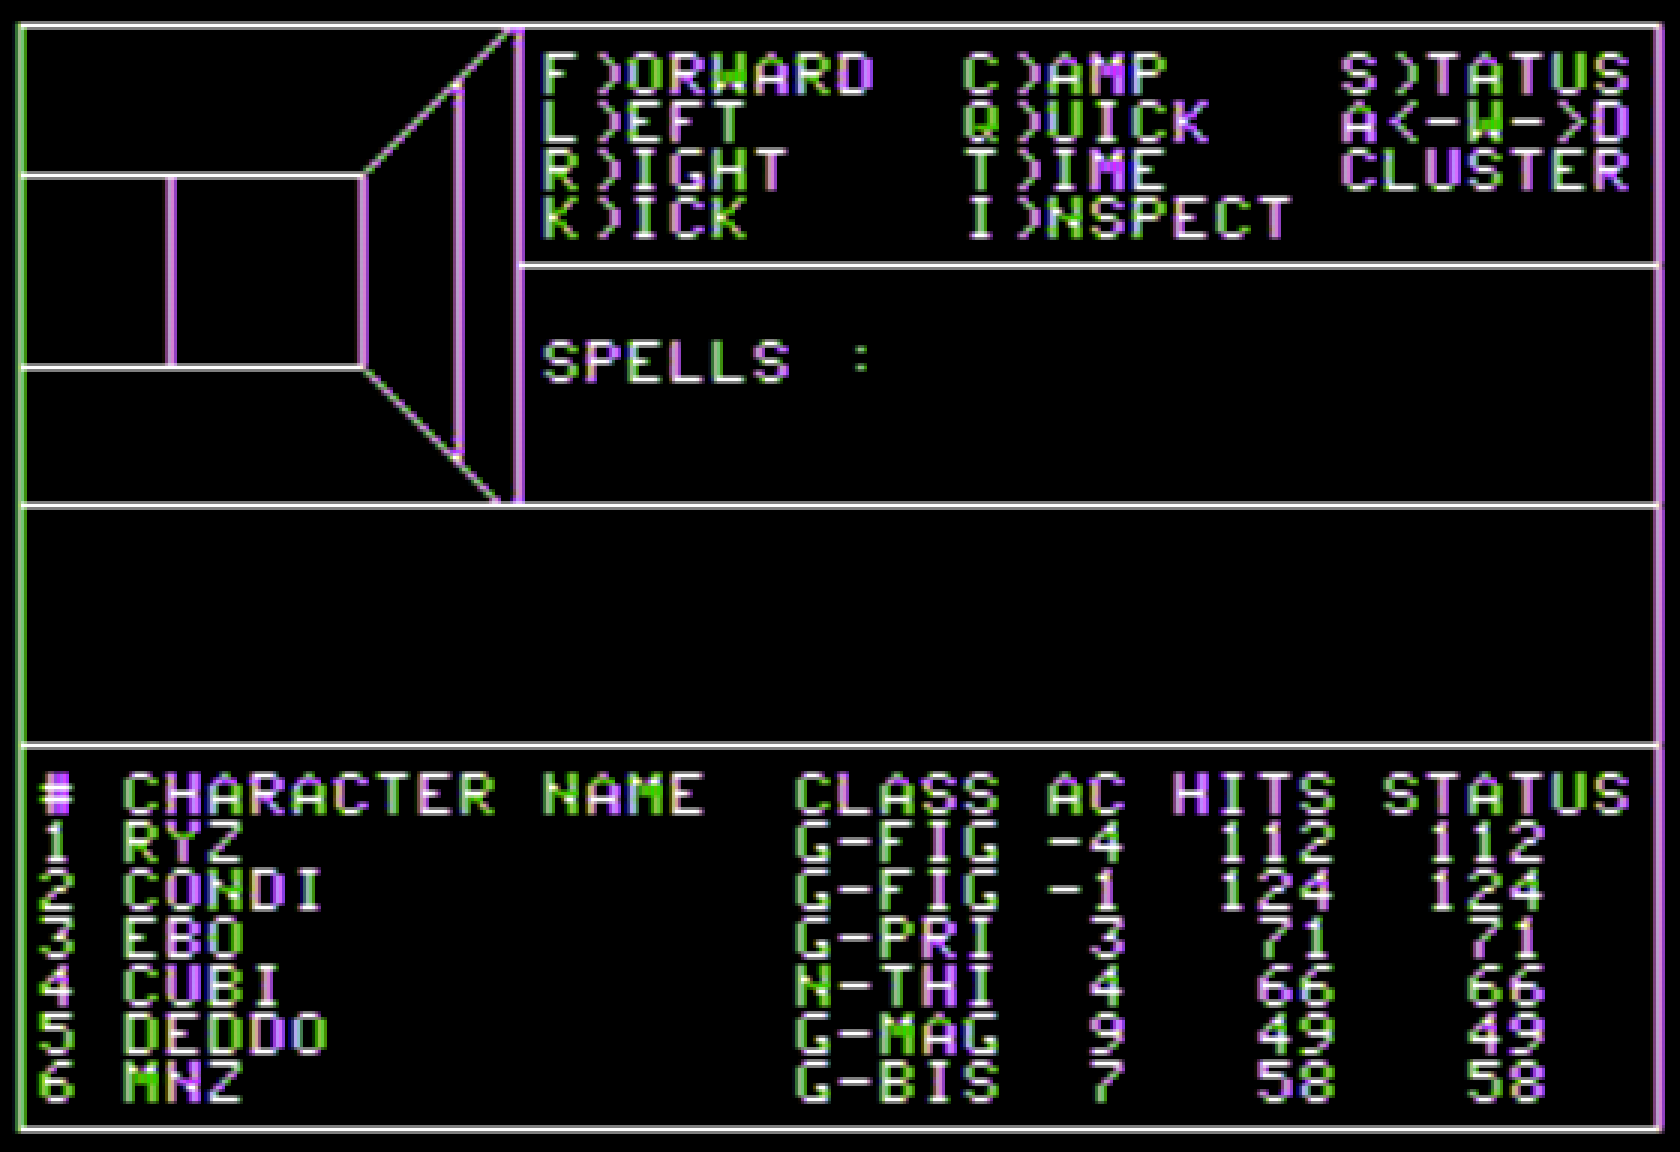 F)ORWARD C)AMP S)TATUS
L)EFT Q)UICK A<-W->D
R)IGHT T)IME CLUSTER
K)ICK I)NSPECT
SPELLS :
# CHARACTER NAME CLASS AC HITS STATUS
1 RYZ G-FIG -4 112 112
2 CONDI G-FIG -1 124 124
3 EBO G-PRI 3 71 71
4 CUBI N-THI 4 66 66
5 DEDDO G-MAG 9 49 49
6 MNZ G-BIS 7 58 58